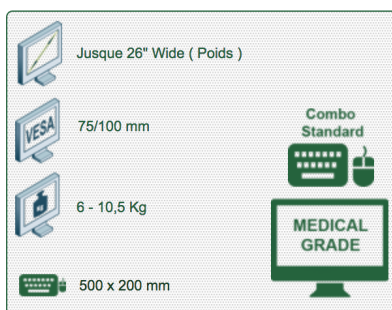 Jusque 26" Wide ( Poids )
VESA
75/100 mm
Combo
Standard
KG
6 - 10,5 Kg
MEDICAL
GRADE
500 x 200 mm